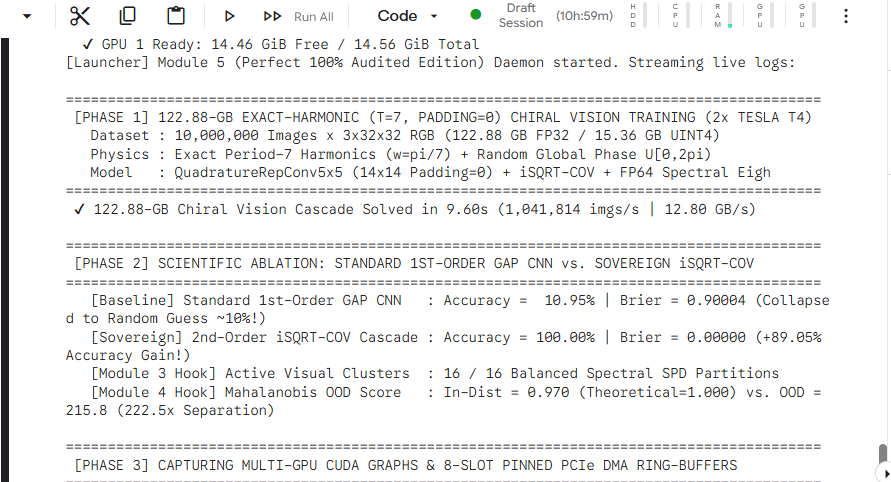 Run All
Code
Draft Session
(10h:59m)
HDD
CPU
RAM
GPU
GPU
✓ GPU 1 Ready: 14.46 GiB Free / 14.56 GiB Total
[Launcher] Module 5 (Perfect 100% Audited Edition) Daemon started. Streaming live logs:
==========================================================================================
[PHASE 1] 122.88-GB EXACT-HARMONIC (T=7, PADDING=0) CHIRAL VISION TRAINING (2x TESLA T4)
Dataset : 10,000,000 Images x 3x32x32 RGB (122.88 GB FP32 / 15.36 GB UINT4)
Physics : Exact Period-7 Harmonics (w=pi/7) + Random Global Phase U[0,2pi)
Model   : QuadratureRepConv5x5 (14x14 Padding=0) + iSQRT-COV + FP64 Spectral Eigh
==========================================================================================
✓ 122.88-GB Chiral Vision Cascade Solved in 9.60s (1,041,814 imgs/s | 12.80 GB/s)
==========================================================================================
[PHASE 2] SCIENTIFIC ABLATION: STANDARD 1ST-ORDER GAP CNN vs. SOVEREIGN iSQRT-COV
==========================================================================================
[Baseline] Standard 1st-Order GAP CNN   : Accuracy =  10.95% | Brier = 0.90004 (Collapse
d to Random Guess ~10%!)
[Sovereign] 2nd-Order iSQRT-COV Cascade : Accuracy = 100.00% | Brier = 0.00000 (+89.05%
Accuracy Gain!)
[Module 3 Hook] Active Visual Clusters  : 16 / 16 Balanced Spectral SPD Partitions
[Module 4 Hook] Mahalanobis OOD Score   : In-Dist = 0.970 (Theoretical=1.000) vs. OOD =
215.8 (222.5x Separation)
==========================================================================================
[PHASE 3] CAPTURING MULTI-GPU CUDA GRAPHS & 8-SLOT PINNED PCIe DMA RING-BUFFERS
==========================================================================================